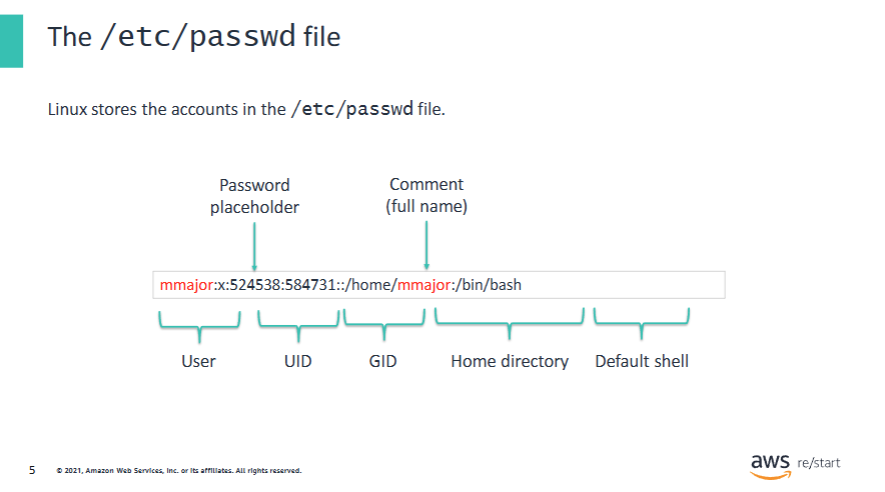 The /etc/passwd file
Linux stores the accounts in the /etc/passwd file.
Password
placeholder
Comment
(full name)
mmajor:x:524538:584731::/home/mmajor:/bin/bash
User
UID
GID
Home directory
Default shell
5
© 2021, Amazon Web Services, Inc. or its affiliates. All rights reserved.
aws re/start